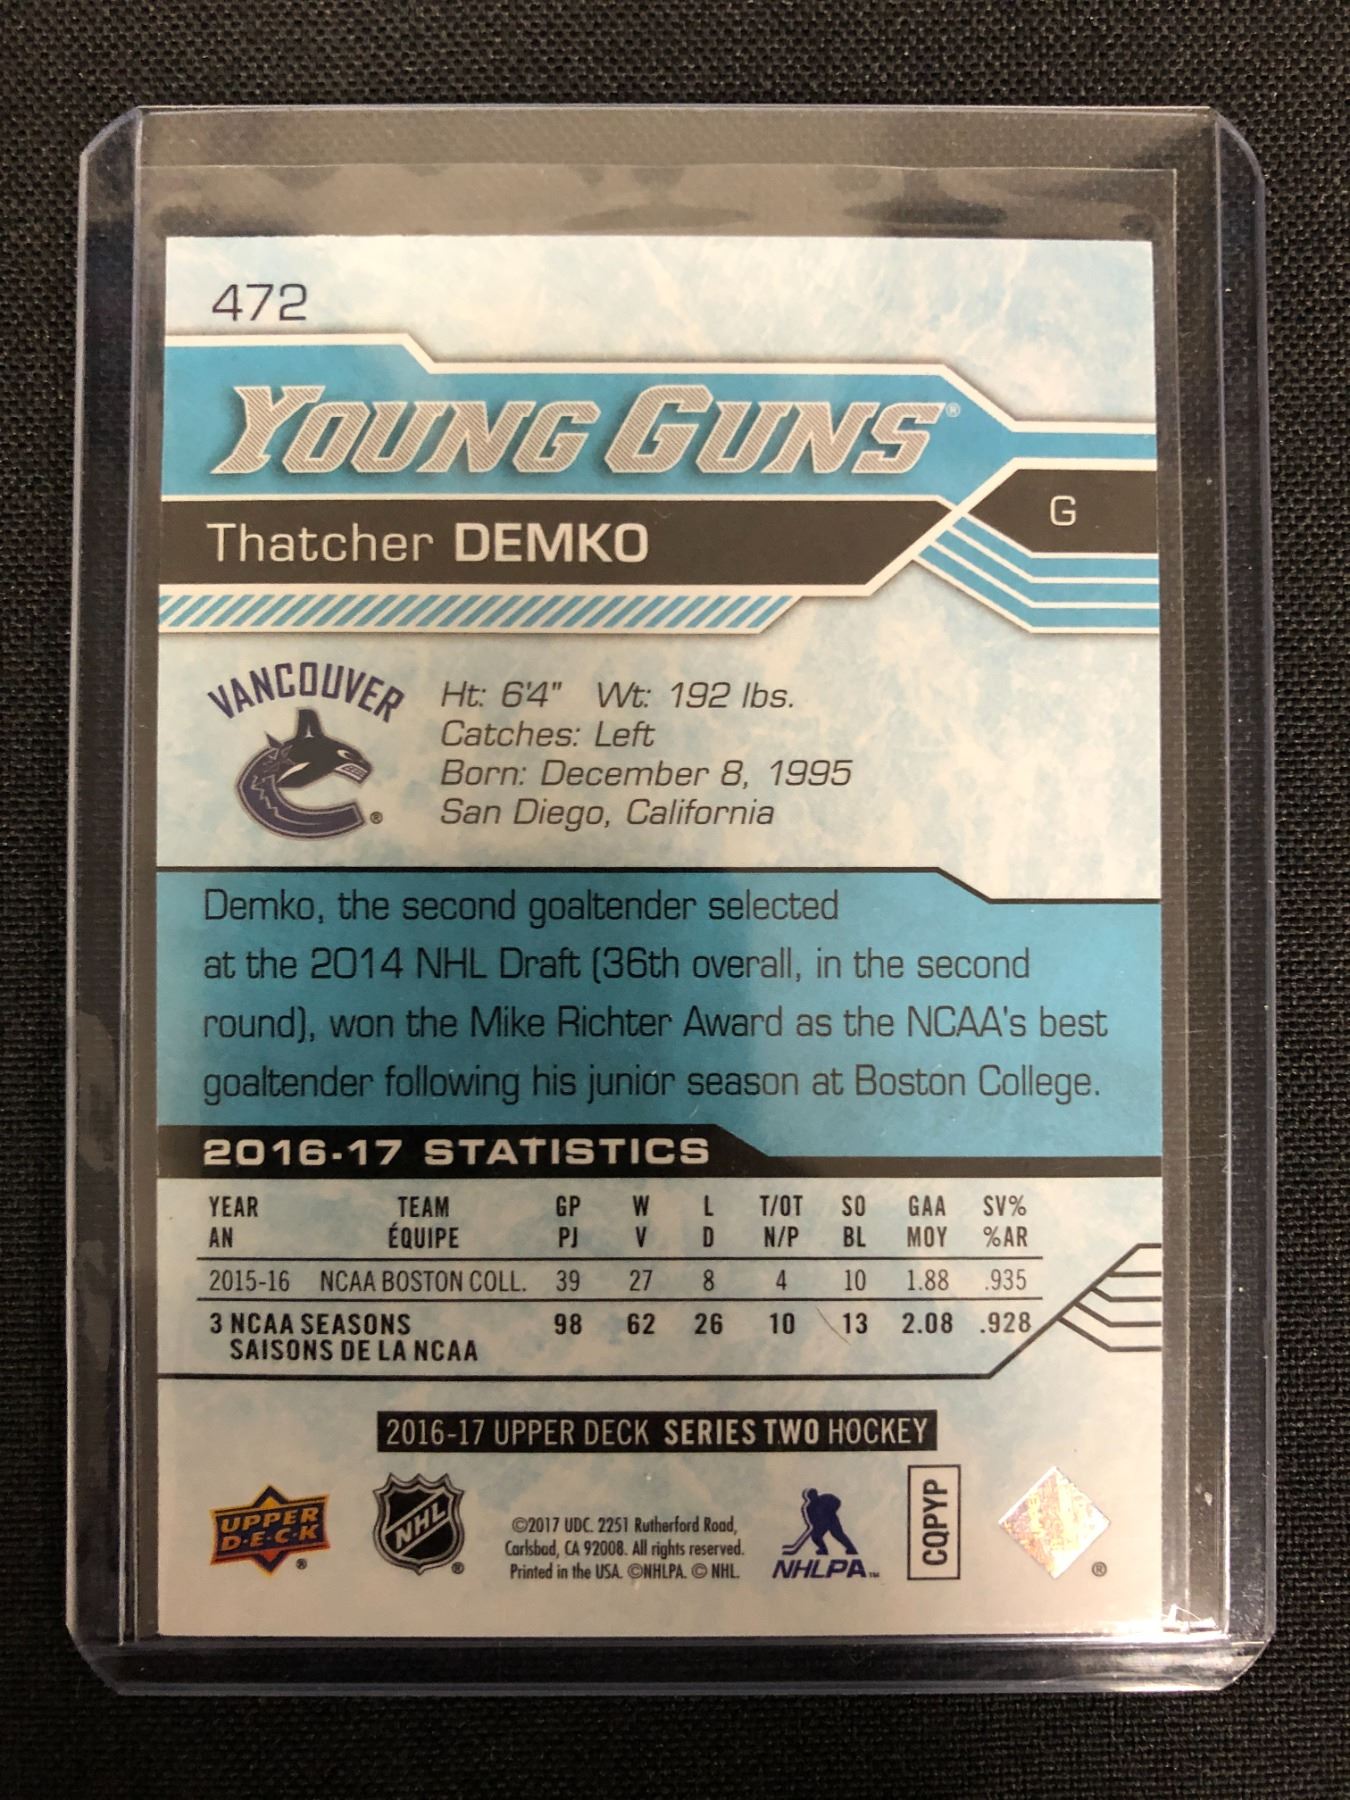 472
YOUNG GUNS®
Thatcher DEMKO
G
VANCOUVER
®
Ht: 6'4" Wt: 192 lbs.
Catches: Left
Born: December 8, 1995
San Diego, California
Demko, the second goaltender selected
at the 2014 NHL Draft (36th overall, in the second
round), won the Mike Richter Award as the NCAA's best
goaltender following his junior season at Boston College.
2016-17 STATISTICS
YEAR TEAM GP W L T/OT SO GAA SV%
AN ÉQUIPE PJ V D N/P BL MOY %AR
2015-16 NCAA BOSTON COLL. 39 27 8 4 10 1.88 .935
3 NCAA SEASONS 98 62 26 10 13 2.08 .928
SAISONS DE LA NCAA
2016-17 UPPER DECK SERIES TWO HOCKEY
UPPER
D·E·C·K
®
NHL
®
©2017 UDC. 2251 Rutherford Road,
Carlsbad, CA 92008. All rights reserved.
Printed in the USA. ©NHLPA. © NHL.
NHLPA™
CQPYP
®